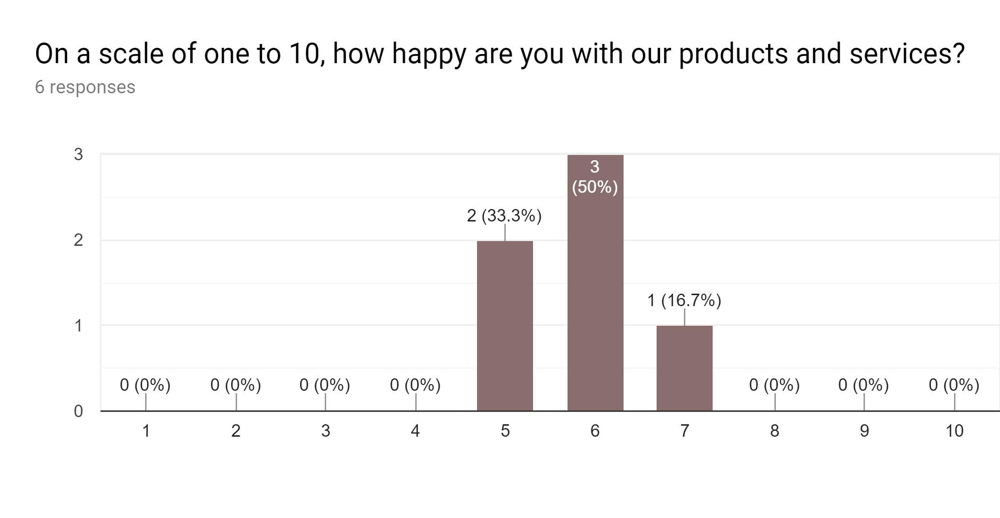 On a scale of one to 10, how happy are you with our products and services?
6 responses
3
3
(50%)
2 (33.3%)
2
1 (16.7%)
1
0 (0%) 0 (0%) 0 (0%) 0 (0%) 0 (0%) 0 (0%) 0 (0%)
0
1 2 3 4 5 6 7 8 9 10